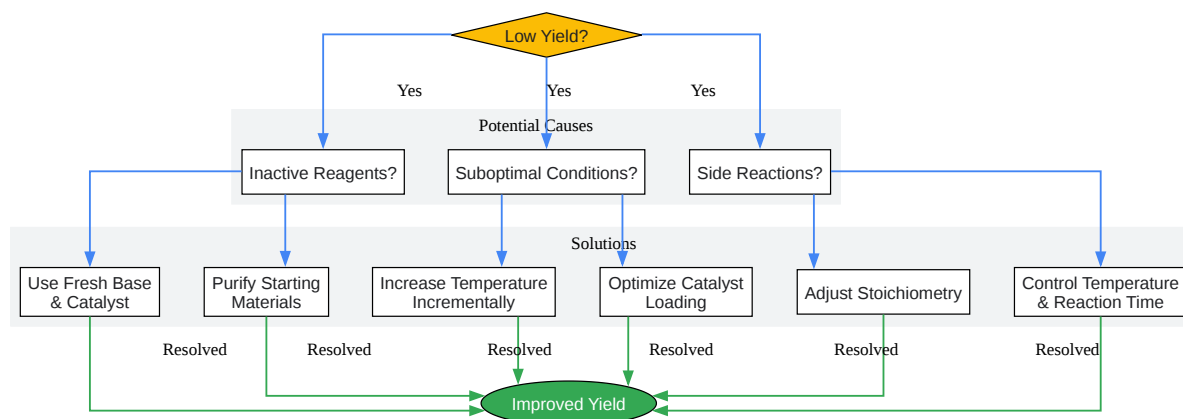 Low Yield?
Yes
Yes
Yes
Potential Causes
Inactive Reagents?
Suboptimal Conditions?
Side Reactions?
Solutions
Use Fresh Base
& Catalyst
Purify Starting
Materials
Increase Temperature
Incrementally
Optimize Catalyst
Loading
Adjust Stoichiometry
Control Temperature
& Reaction Time
Resolved
Resolved
Resolved
Resolved
Resolved
Resolved
Improved Yield